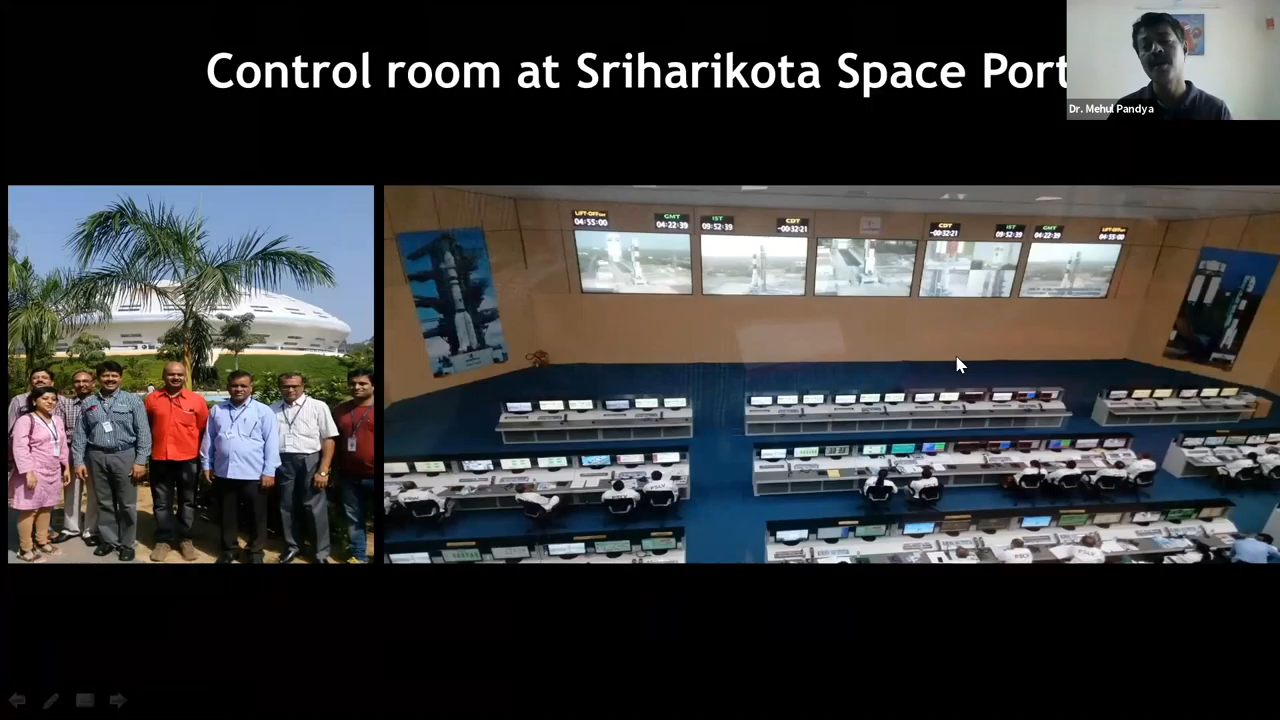 Control room at Sriharikota Space Port
Dr. Mehul Pandya
LIFT-OFF
04:55:00
GMT
04:22:39
IST
09:52:39
CDT
-00:32:21
CDT
-00:32:21
IST
09:52:39
GMT
04:22:39
LIFT-OFF
04:55:00
PSLV
PSLV